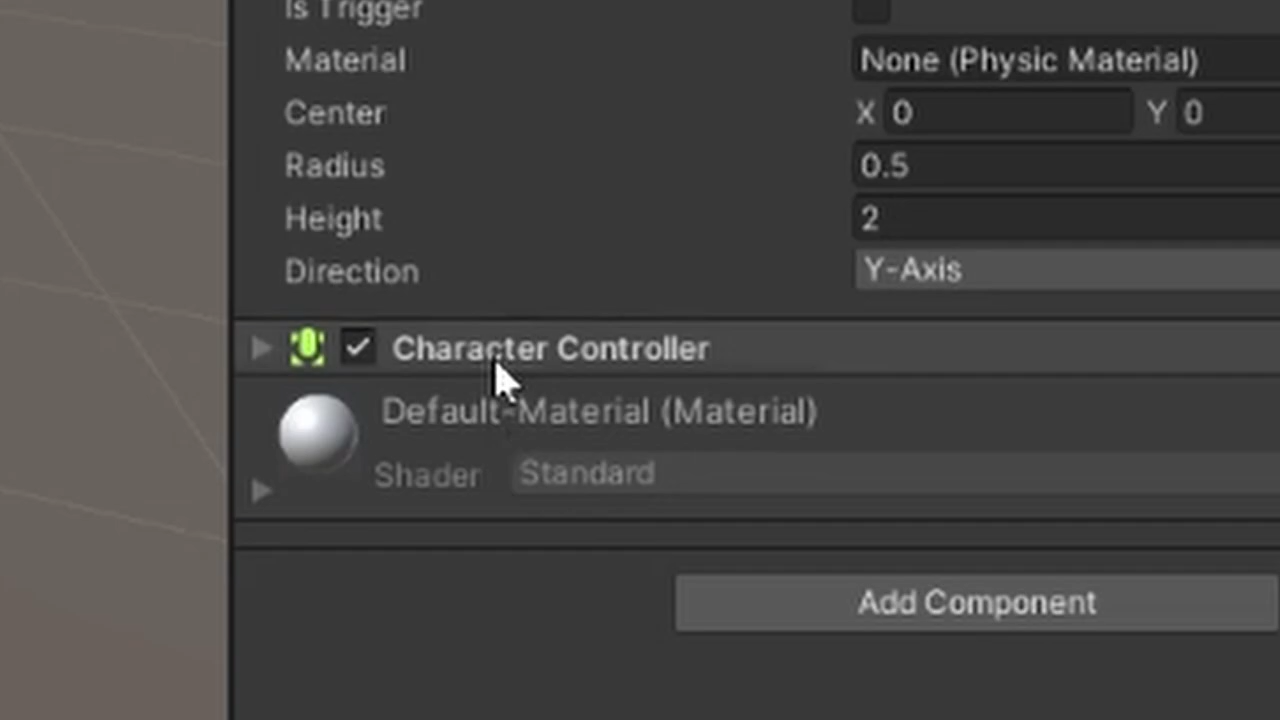 Is Trigger
Material None (Physic Material)
Center X 0 Y 0
Radius 0.5
Height 2
Direction Y-Axis
Character Controller
Default-Material (Material)
Shader Standard
Add Component